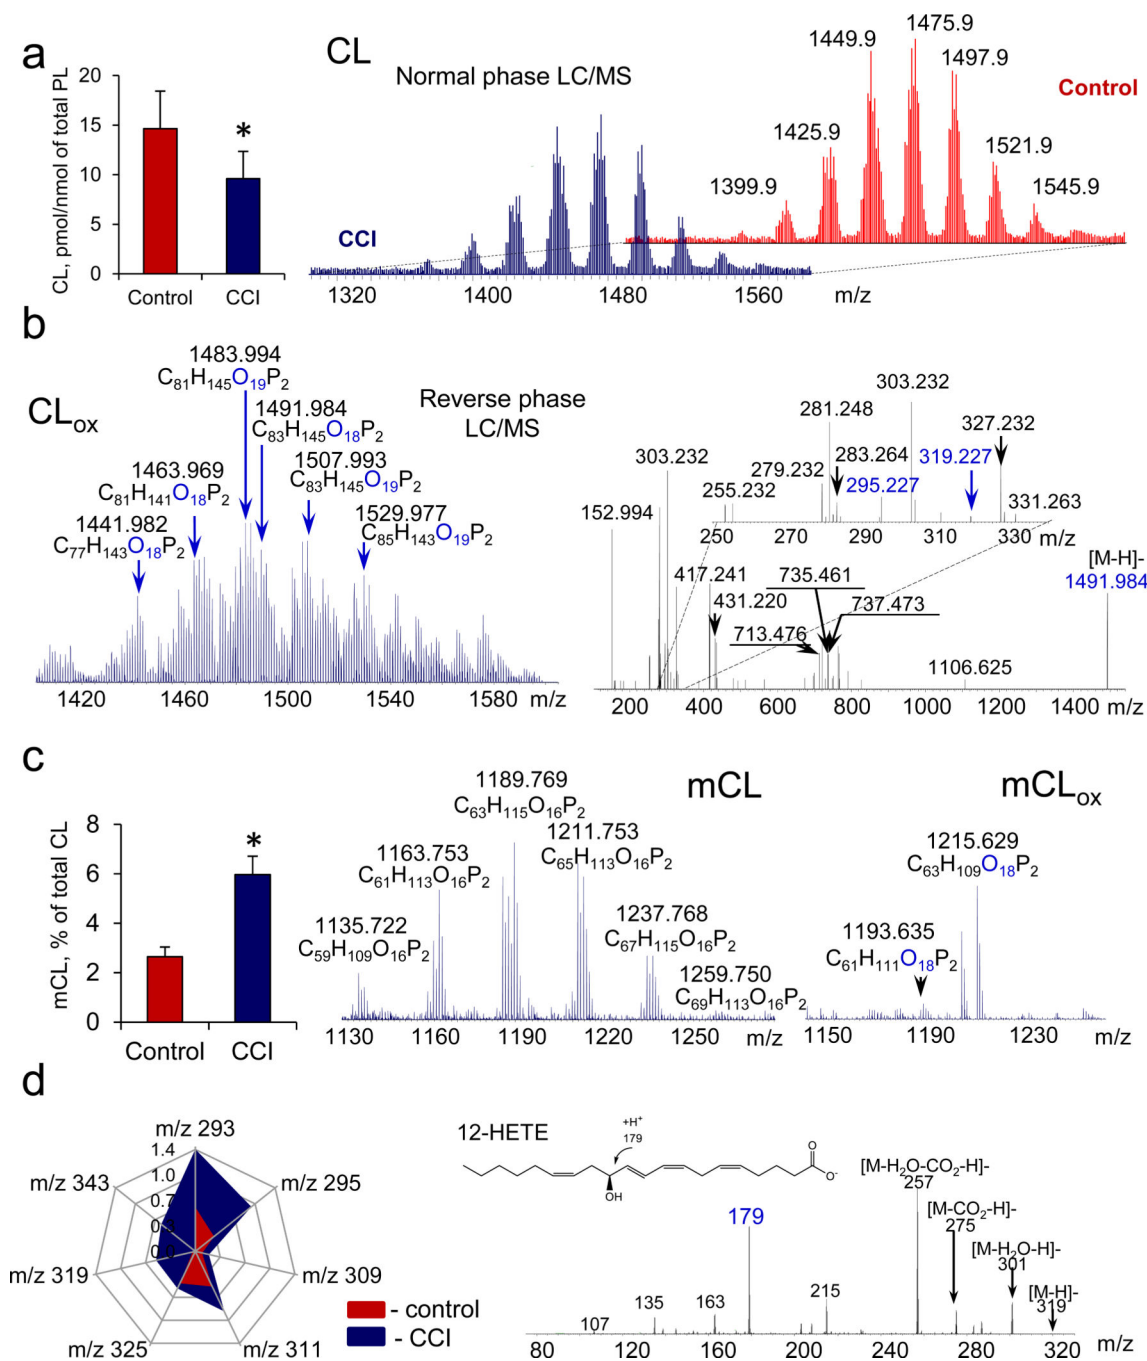 a
CL, pmol/nmol of total PL
20
15
10
5
0
*
Control
CCI
CL
Normal phase LC/MS
CCI
Control
1399.9
1425.9
1449.9
1475.9
1497.9
1521.9
1545.9
1320
1400
1480
1560
m/z
b
CLox
Reverse phase
LC/MS
1483.994
C81H145O19P2
1491.984
C83H145O18P2
1463.969
C81H141O18P2
1507.993
C83H145O19P2
1441.982
C77H143O18P2
1529.977
C85H143O19P2
1420
1460
1500
1540
1580
m/z
303.232
281.248
327.232
283.264
319.227
279.232
295.227
255.232
331.263
250
270
290
310
330
m/z
303.232
152.994
417.241
431.220
735.461
737.473
713.476
1106.625
[M-H]-
1491.984
200
400
600
800
1000
1200
1400
m/z
c
mCL, % of total CL
8
6
4
2
0
*
Control
CCI
mCL
1189.769
C63H115O16P2
1211.753
C65H113O16P2
1163.753
C61H113O16P2
1135.722
C59H109O16P2
1237.768
C67H115O16P2
1259.750
C69H113O16P2
1130
1160
1190
1220
1250
m/z
mCLox
1215.629
C63H109O18P2
1193.635
C61H111O18P2
1150
1190
1230
m/z
d
m/z 293
m/z 295
m/z 309
m/z 311
m/z 325
m/z 319
m/z 343
1.4
1.0
0.7
0.3
0.0
- control
- CCI
12-HETE
+H+
179
OH
O
O-
179
107
135
163
215
[M-H2O-CO2-H]-
257
[M-CO2-H]-
275
[M-H2O-H]-
301
[M-H]-
319
80
120
160
200
240
280
320
m/z